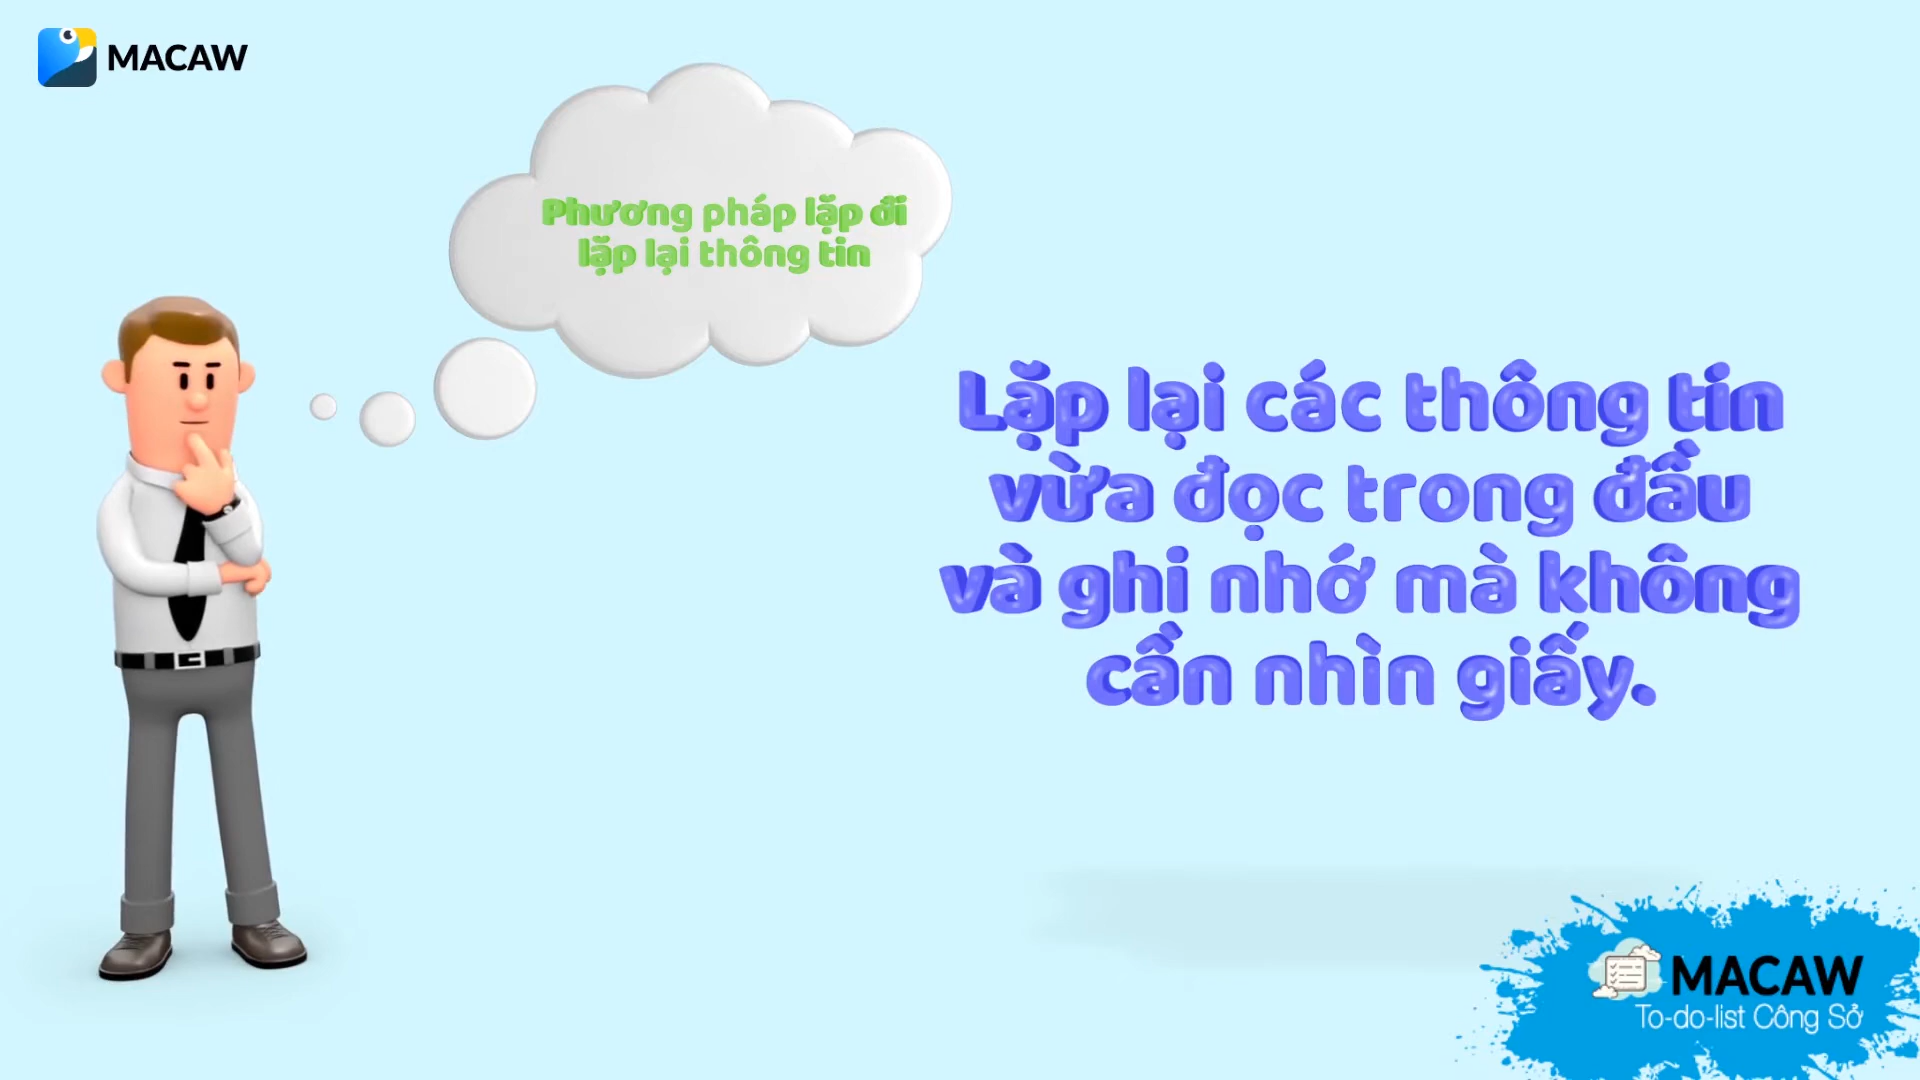 MACAW
Phương pháp lặp đi
lặp lại thông tin
Lặp lại các thông tin
vừa đọc trong đầu
và ghi nhớ mà không
cần nhìn giấy.
MACAW
To-do-list Công Sở